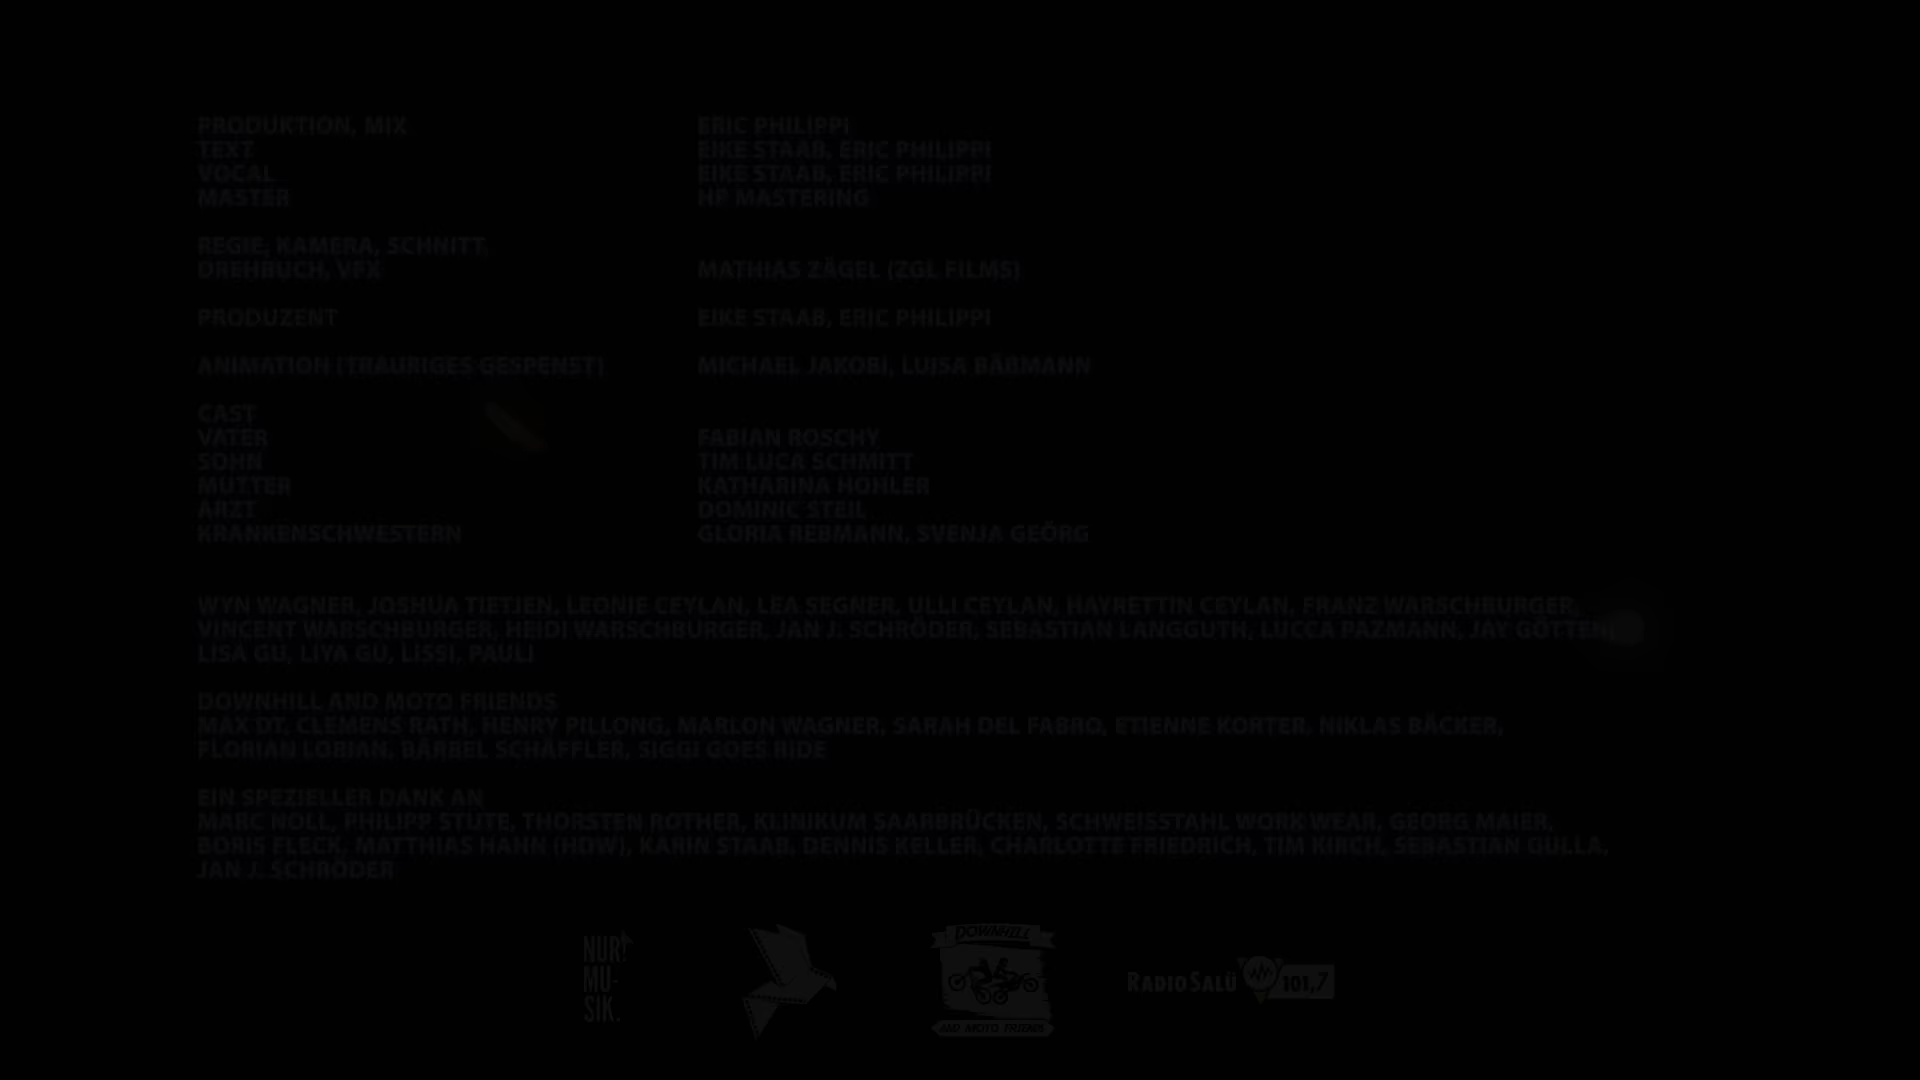 PRODUKTION, MIX ERIC PHILIPPI
TEXT EIKE STAAB, ERIC PHILIPPI
VOCAL EIKE STAAB, ERIC PHILIPPI
MASTER HP MASTERING
REGIE, KAMERA, SCHNITT,
DREHBUCH, VFX MATHIAS ZÄGEL (ZGL FILMS)
PRODUZENT EIKE STAAB, ERIC PHILIPPI
ANIMATION (TRAURIGES GESPENST) MICHAEL JAKOBI, LUISA BÄRMANN
CAST
VATER FABIAN ROSCHY
SOHN TIM LUCA SCHMITT
MUTTER KATHARINA HOHLER
ARZT DOMINIC STEIL
KRANKENSCHWESTERN GLORIA REBMANN, SVENJA GEÖRG
WYN WAGNER, JOSHUA TIETJEN, LEONIE CEYLAN, LEA SEGNER, ULLI CEYLAN, HAYRETTIN CEYLAN, FRANZ WARSCHBURGER,
VINCENT WARSCHBURGER, HEIDI WARSCHBURGER, JAN J. SCHRÖDER, SEBASTIAN LANGGUTH, LUCCA PAZMANN, JAY
LISA GU, LIYA GU, LISSI, PAULI
DOWNHILL AND MOTO FRIENDS
MAX DT, CLEMENS RATH, HENRY PILLONG, MARLON WAGNER, SARAH DEL FABRO, ETIENNE KORTER, NIKLAS BÄCKER,
FLORIAN LORIAN, BÄRBEL SCHÄFFLER, SIGGI GOES RIDE
EIN SPEZIELLER DANK AN
MARC NOLL, PHILIPP STUTE, THORSTEN ROTHER, KLINIKUM SAARBRÜCKEN, SCHWEISSTAHL WORK WEAR, GEORG MAIER,
BORIS FLECK, MATTHIAS HAHN (HDW), KARIN STAAB, DENNIS KELLER, CHARLOTTE FRIEDRICH, TIM KIRCH, SEBASTIAN GULLA,
JAN J. SCHRÖDER
NUR!
MU-
SIK.
DOWNHILL
AND MOTO FRIENDS
RADIO SALÜ 101,7